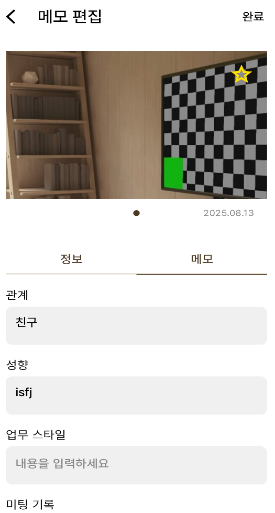 메모 편집
완료
2025.08.13
정보
메모
관계
친구
성향
isfj
업무 스타일
내용을 입력하세요
미팅 기록